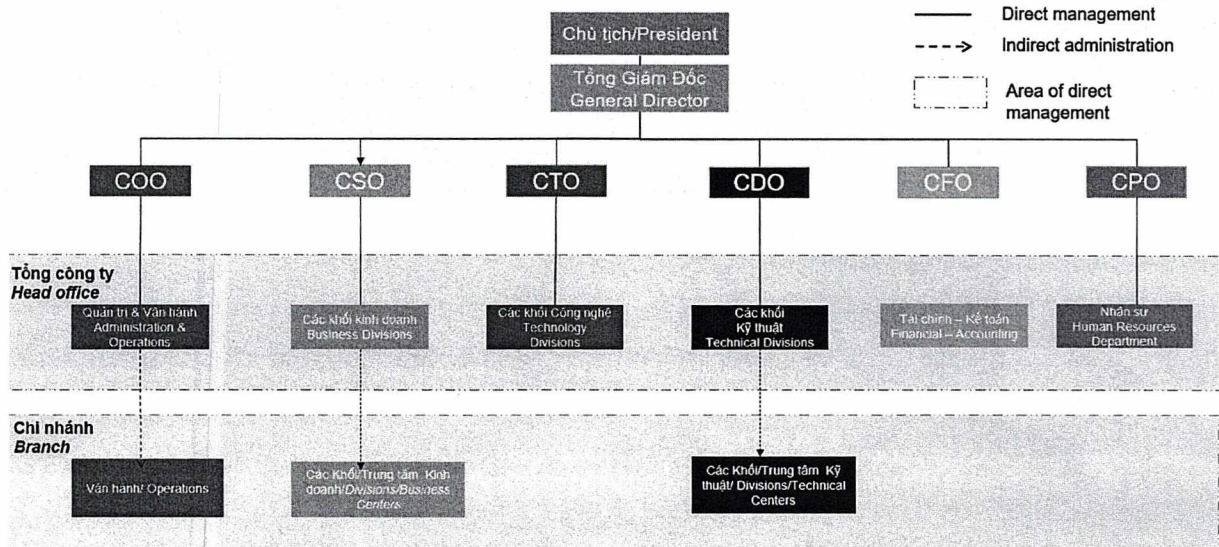 Chủ tịch/President
Tổng Giám Đốc
General Director
Direct management
Indirect administration
Area of direct
management
COO
CSO
CTO
CDO
CFO
CPO
Tổng công ty
Head office
Quản trị & Vận hành
Administration &
Operations
Các khối kinh doanh
Business Divisions
Các khối Công nghệ
Technology
Divisions
Các khối
Kỹ thuật
Technical Divisions
Tài chính – Kế toán
Financial – Accounting
Nhân sự
Human Resources
Department
Chi nhánh
Branch
Vận hành/ Operations
Các Khối/Trung tâm Kinh
doanh/Divisions/Business
Centers
Các Khối/Trung tâm Kỹ
thuật/ Divisions/Technical
Centers